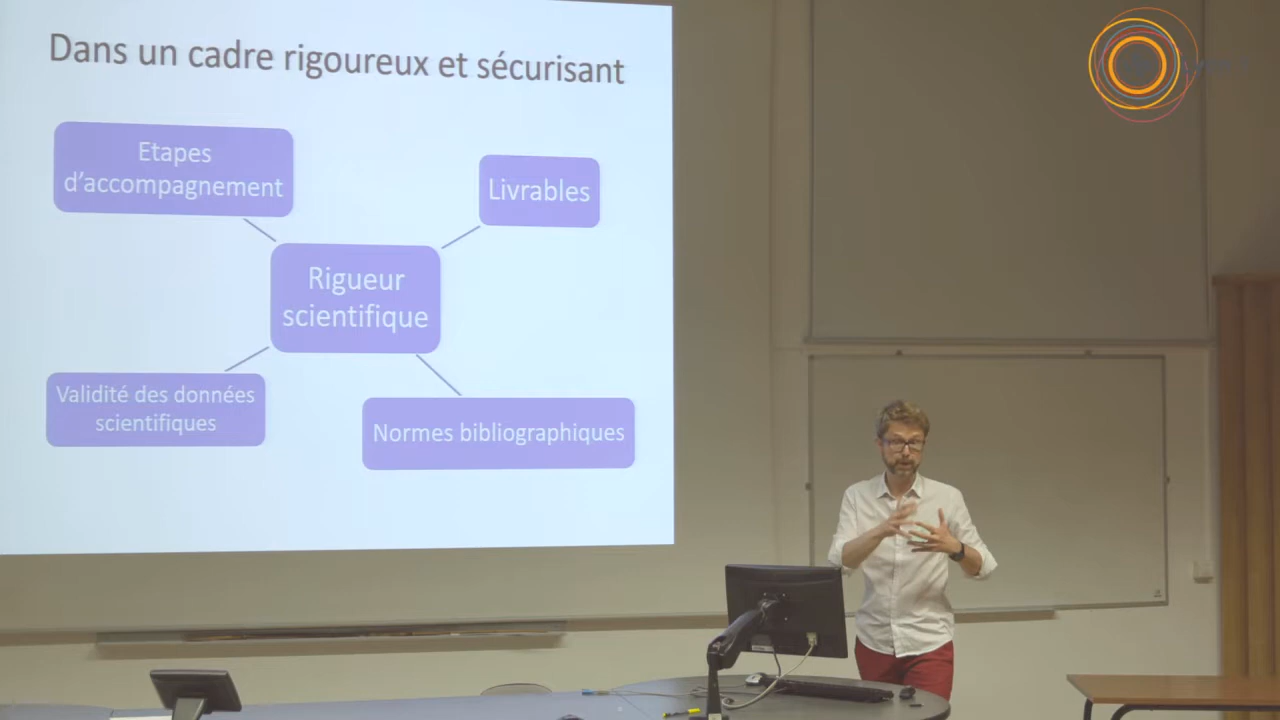 Dans un cadre rigoureux et sécurisant
Etapes
d'accompagnement
Livrables
Rigueur
scientifique
Validité des données
scientifiques
Normes bibliographiques